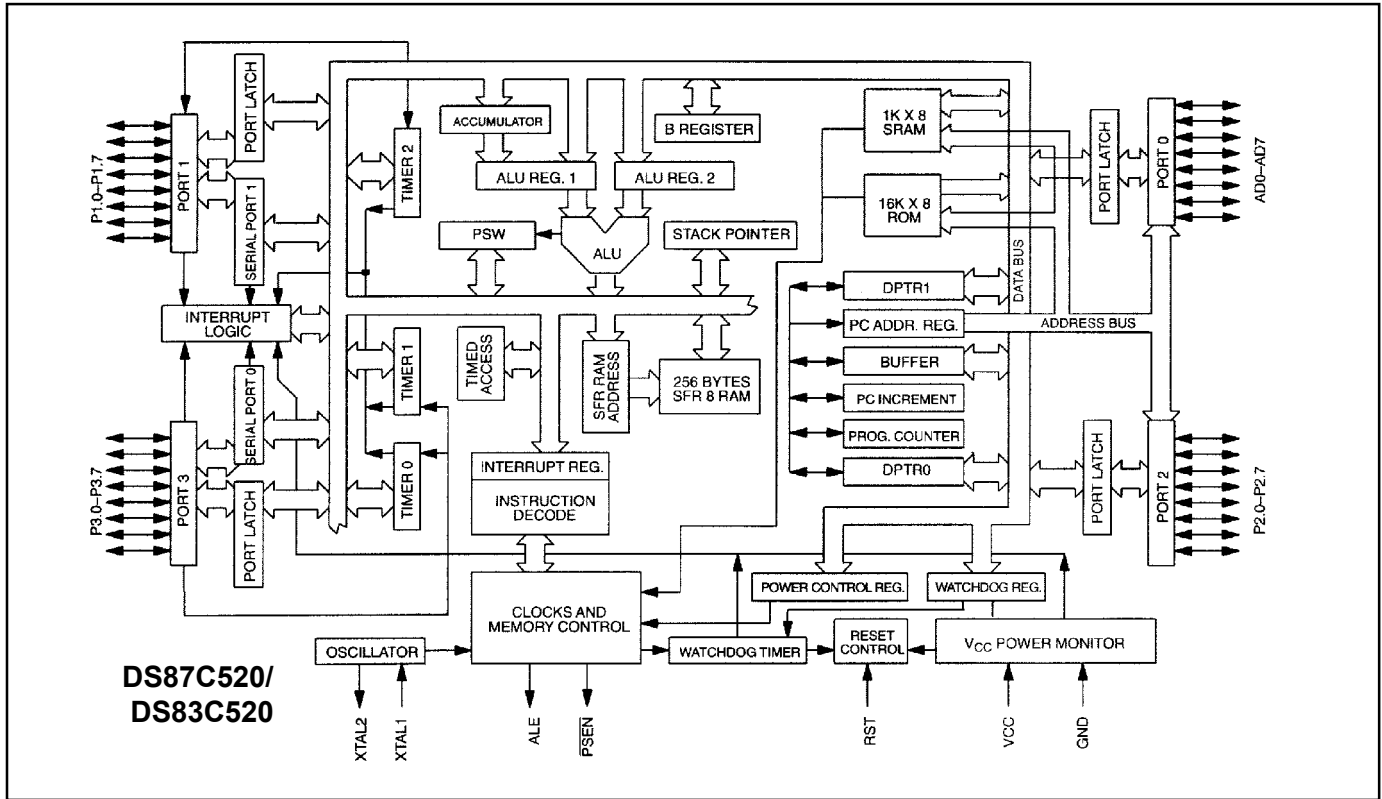 PORT LATCH
ACCUMULATOR
B REGISTER
1K X 8
SRAM
TIMER 2
PORT 1
P1.0–P1.7
PORT LATCH
PORT 0
AD0–AD7
ALU REG. 1
ALU REG. 2
16K X 8
ROM
SERIAL PORT 1
PSW
ALU
STACK POINTER
DATA BUS
DPTR1
INTERRUPT
LOGIC
PC ADDR. REG.
ADDRESS BUS
TIMED
ACCESS
SFR RAM
ADDRESS
256 BYTES
SFR 8 RAM
TIMER 1
BUFFER
PC INCREMENT
SERIAL PORT 0
PORT 3
P3.0–P3.7
PROG. COUNTER
TIMER 0
INTERRUPT REG.
DPTR0
PORT LATCH
PORT 2
P2.0–P2.7
INSTRUCTION
DECODE
PORT LATCH
POWER CONTROL REG.
WATCHDOG REG.
CLOCKS AND
MEMORY CONTROL
OSCILLATOR
WATCHDOG TIMER
RESET
CONTROL
VCC POWER MONITOR
DS87C520/
DS83C520
XTAL2
XTAL1
ALE
PSEN
RST
VCC
GND